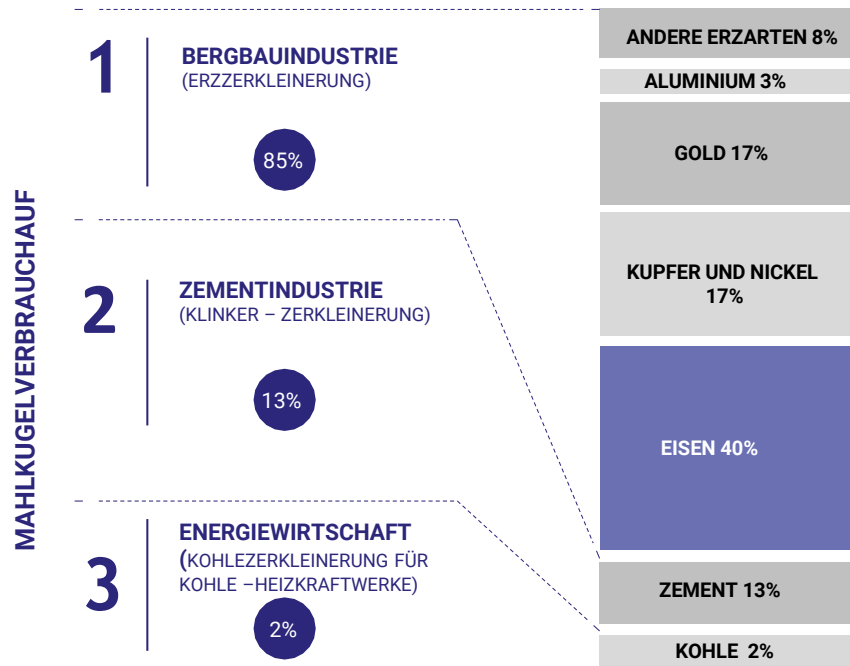 MAHLKUGELVERBRAUCHAUF
1
BERGBAUINDUSTRIE
(ERZZERKLEINERUNG)
85%
2
ZEMENTINDUSTRIE
(KLINKER – ZERKLEINERUNG)
13%
3
ENERGIEWIRTSCHAFT
(KOHLEZERKLEINERUNG FÜR
KOHLE –HEIZKRAFTWERKE)
2%
ANDERE ERZARTEN 8%
ALUMINIUM 3%
GOLD 17%
KUPFER UND NICKEL
17%
EISEN 40%
ZEMENT 13%
KOHLE 2%